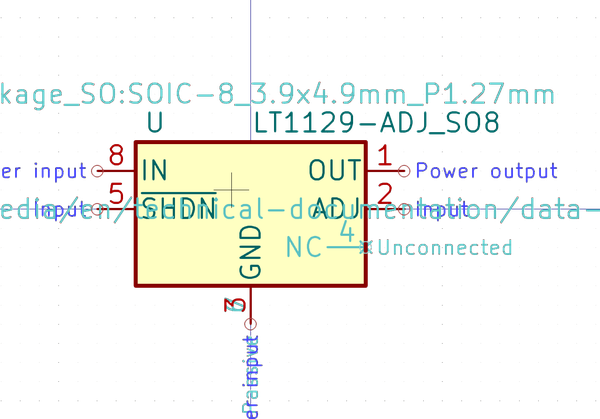 kage_SO:SOIC-8_3.9x4.9mm_P1.27mm
U LT1129-ADJ_SO8
er input 8 IN OUT 1 Power output
5 SHDN ADJ 2 Input
Input
edia/en/technical-documentation/data-
NC 4 Unconnected
GND
3
er input